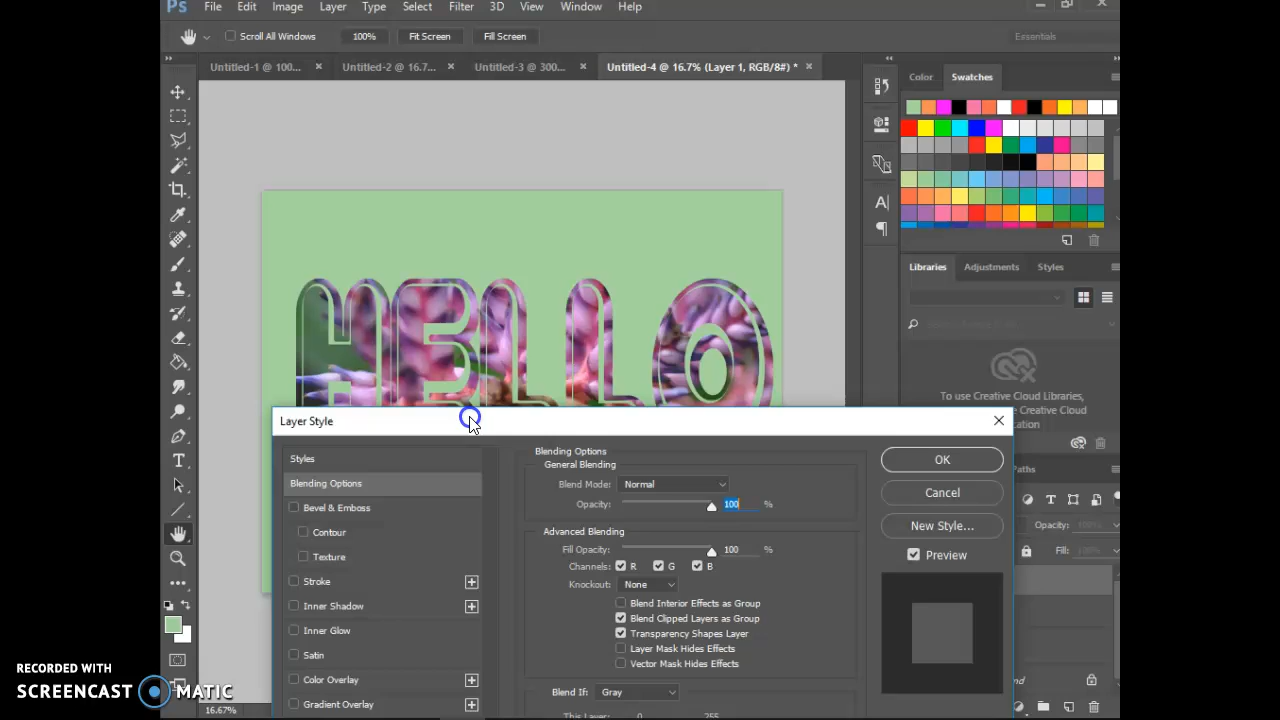 Ps File Edit Image Layer Type Select Filter 3D View Window Help
Scroll All Windows 100% Fit Screen Fill Screen Essentials
Untitled-1 @ 100... × Untitled-2 @ 16.7%... × Untitled-3 @ 300... × Untitled-4 @ 16.7% (Layer 1, RGB/8#) * ×
Color Swatches
HELLO
Libraries Adjustments Styles
To use Creative Cloud Libraries,
Creative Cloud
Paths
Opacity: 100%
Fill:
Layer Style
Styles
Blending Options
Bevel & Emboss
Contour
Texture
Stroke
Inner Shadow
Inner Glow
Satin
Color Overlay
Gradient Overlay
Blending Options
General Blending
Blend Mode: Normal
Opacity: 100 %
Advanced Blending
Fill Opacity: 100 %
Channels: R G B
Knockout: None
Blend Interior Effects as Group
Blend Clipped Layers as Group
Transparency Shapes Layer
Layer Mask Hides Effects
Vector Mask Hides Effects
Blend If: Gray
This Layer: 0 255
OK
Cancel
New Style...
Preview
16.67%
RECORDED WITH
SCREENCAST MATIC